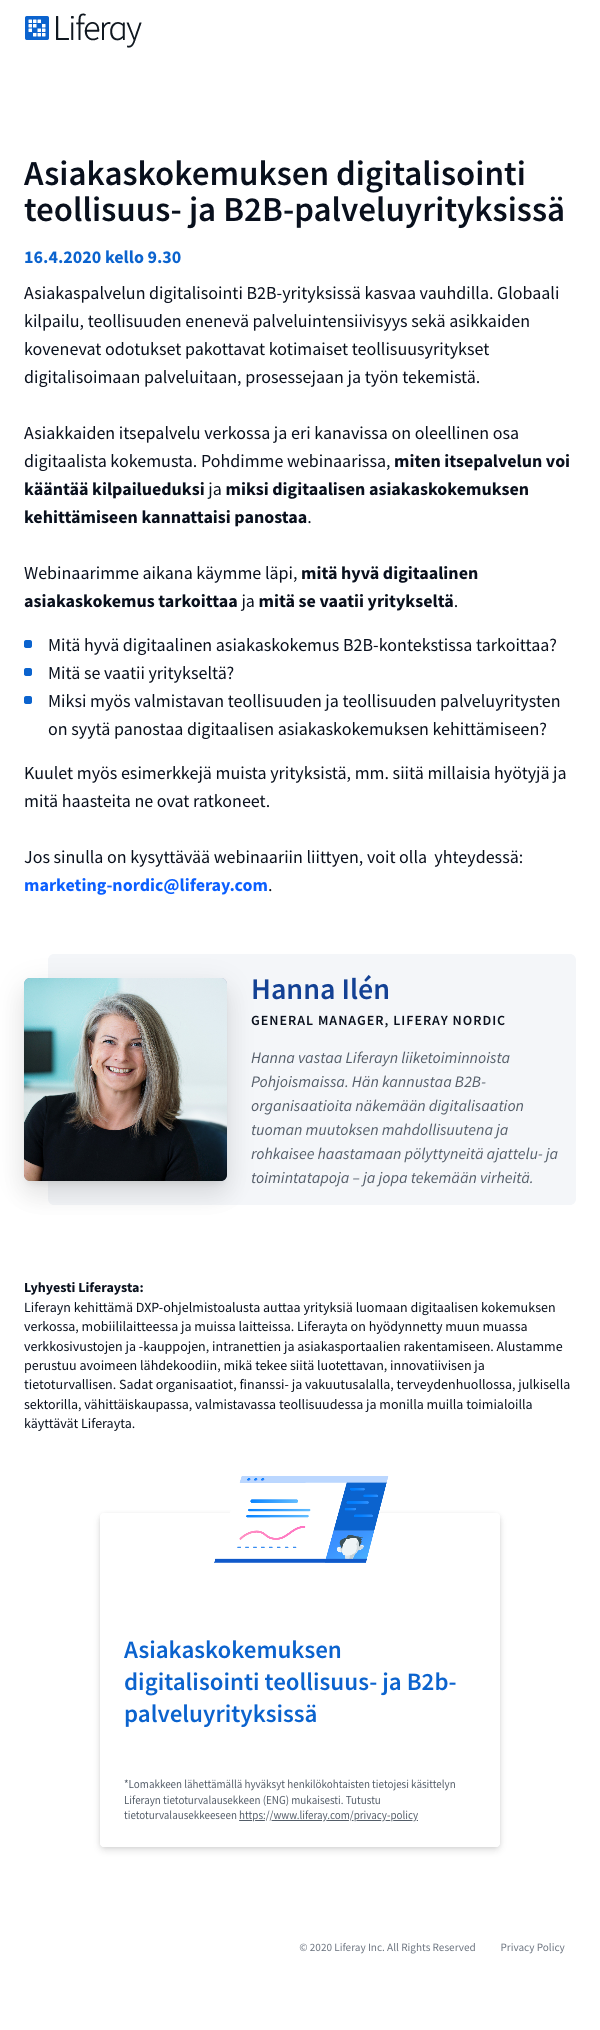 Liferay
Asiakaskokemuksen digitalisointi
teollisuus- ja B2B-palveluyrityksissä
16.4.2020 kello 9.30
Asiakaspalvelun digitalisointi B2B-yrityksissä kasvaa vauhdilla. Globaali
kilpailu, teollisuuden enenevä palveluintensiivisyys sekä asikkaiden
kovenevat odotukset pakottavat kotimaiset teollisuusyritykset
digitalisoimaan palveluitaan, prosessejaan ja työn tekemistä.
Asiakkaiden itsepalvelu verkossa ja eri kanavissa on oleellinen osa
digitaalista kokemusta. Pohdimme webinaarissa, miten itsepalvelun voi
kääntää kilpailueduksi ja miksi digitaalisen asiakaskokemuksen
kehittämiseen kannattaisi panostaa.
Webinaarimme aikana käymme läpi, mitä hyvä digitaalinen
asiakaskokemus tarkoittaa ja mitä se vaatii yritykseltä.
Mitä hyvä digitaalinen asiakaskokemus B2B-kontekstissa tarkoittaa?
Mitä se vaatii yritykseltä?
Miksi myös valmistavan teollisuuden ja teollisuuden palveluyritysten
on syytä panostaa digitaalisen asiakaskokemuksen kehittämiseen?
Kuulet myös esimerkkejä muista yrityksistä, mm. siitä millaisia hyötyjä ja
mitä haasteita ne ovat ratkoneet.
Jos sinulla on kysyttävää webinaariin liittyen, voit olla  yhteydessä:
marketing-nordic@liferay.com.
Hanna Ilén
GENERAL MANAGER, LIFERAY NORDIC
Hanna vastaa Liferayn liiketoiminnoista
Pohjoismaissa. Hän kannustaa B2B-
organisaatioita näkemään digitalisaation
tuoman muutoksen mahdollisuutena ja
rohkaisee haastamaan pölyttyneitä ajattelu- ja
toimintatapoja – ja jopa tekemään virheitä.
Lyhyesti Liferaysta:
Liferayn kehittämä DXP-ohjelmistoalusta auttaa yrityksiä luomaan digitaalisen kokemuksen
verkossa, mobiililaitteessa ja muissa laitteissa. Liferayta on hyödynnetty muun muassa
verkkosivustojen ja -kauppojen, intranettien ja asiakasportaalien rakentamiseen. Alustamme
perustuu avoimeen lähdekoodiin, mikä tekee siitä luotettavan, innovatiivisen ja
tietoturvallisen. Sadat organisaatiot, finanssi- ja vakuutusalalla, terveydenhuollossa, julkisella
sektorilla, vähittäiskaupassa, valmistavassa teollisuudessa ja monilla muilla toimialoilla
käyttävät Liferayta.
Asiakaskokemuksen
digitalisointi teollisuus- ja B2b-
palveluyrityksissä
*Lomakkeen lähettämällä hyväksyt henkilökohtaisten tietojesi käsittelyn
Liferayn tietoturvalausekkeen (ENG) mukaisesti. Tutustu
tietoturvalausekkeeseen https://www.liferay.com/privacy-policy
© 2020 Liferay Inc. All Rights Reserved Privacy Policy